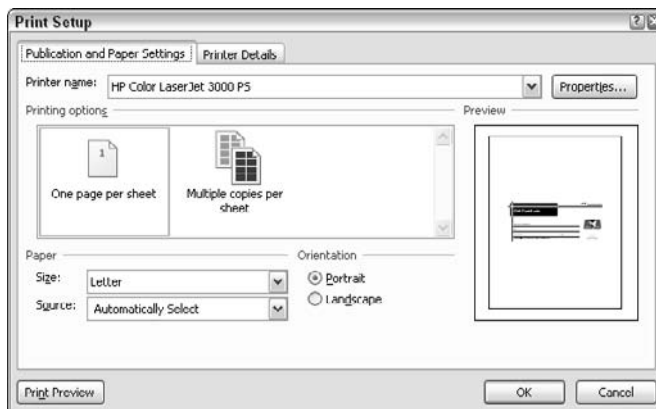 Print Setup
Publication and Paper Settings
Printer Details
Printer name:
HP Color LaserJet 3000 PS
Properties...
Printing options
Preview
1
One page per sheet
Multiple copies per
sheet
Paper
Orientation
Size:
Letter
Portrait
Source:
Automatically Select
Landscape
Print Preview
OK
Cancel